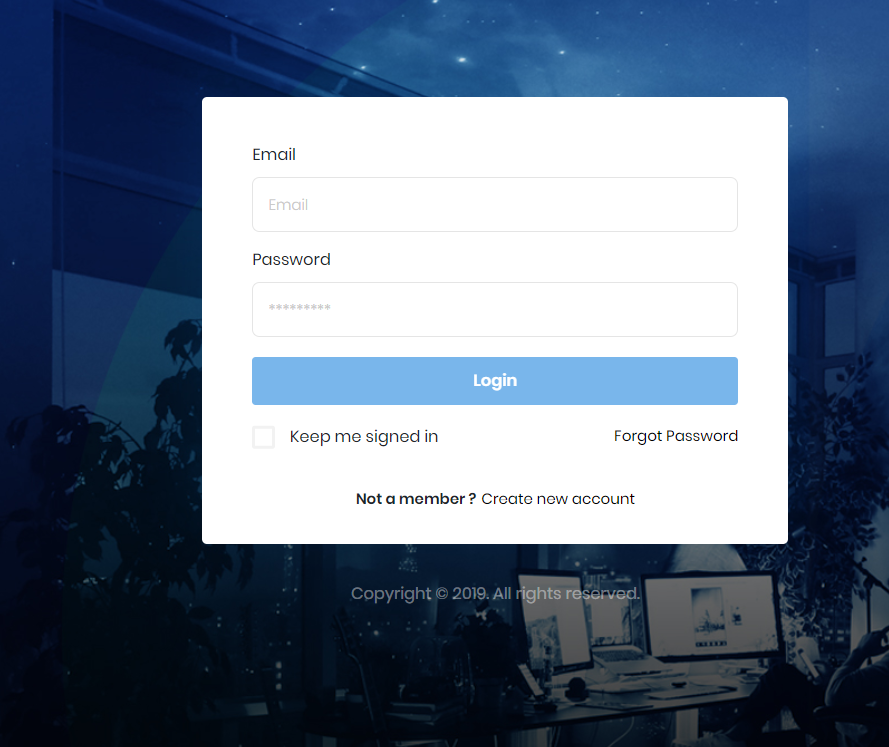 Email
Email
Password
*********
Login
Keep me signed in Forgot Password
Not a member ? Create new account
Copyright © 2019. All rights reserved.